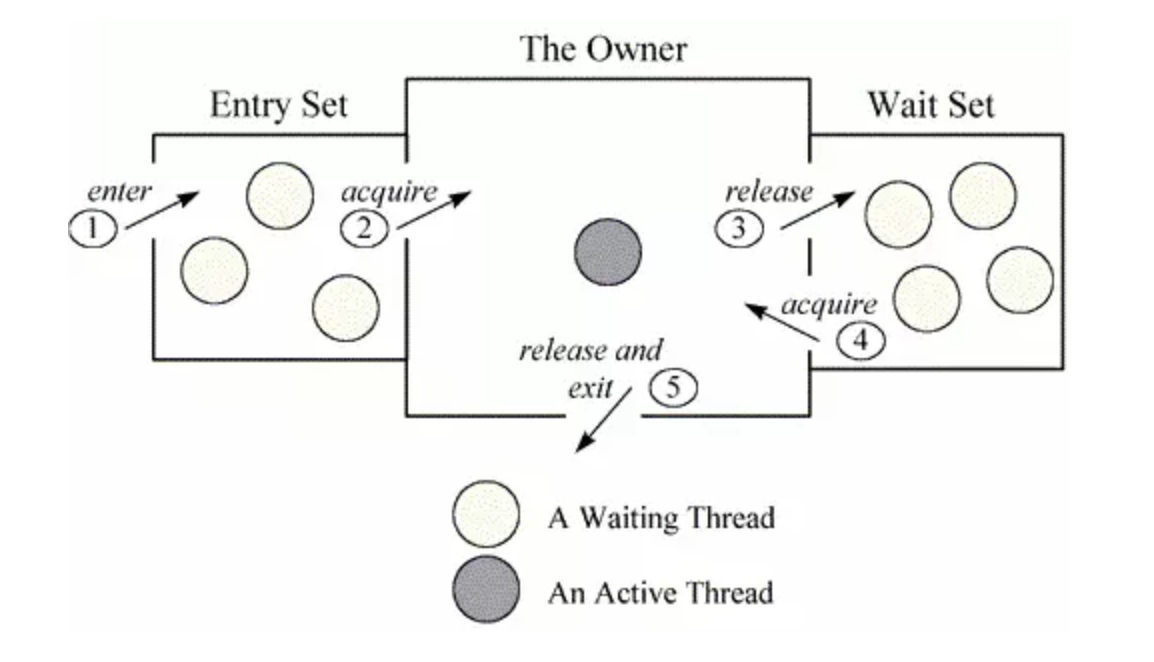 The Owner
Entry Set
Wait Set
enter
1
acquire
2
release
3
acquire
4
release and
exit
5
A Waiting Thread
An Active Thread